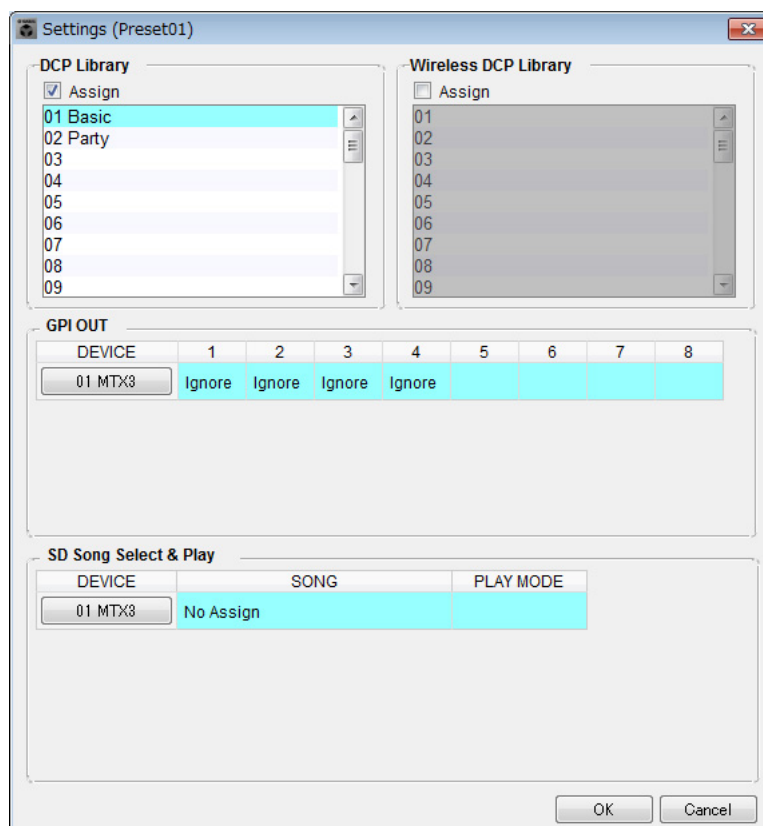 Settings (Preset01)
DCP Library
Assign
01 Basic
02 Party
03
04
05
06
07
08
09
Wireless DCP Library
Assign
01
02
03
04
05
06
07
08
09
GPI OUT
DEVICE 1 2 3 4 5 6 7 8
01 MTX3 Ignore Ignore Ignore Ignore
SD Song Select & Play
DEVICE SONG PLAY MODE
01 MTX3 No Assign
OK Cancel